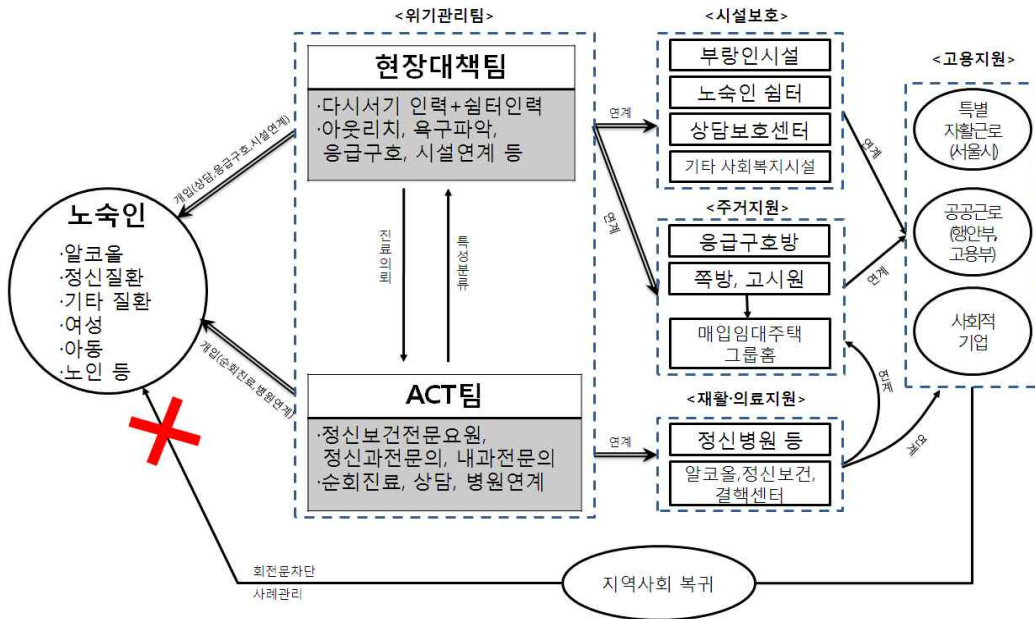 <위기관리팀>
현장대책팀
·다시서기 인력+쉼터인력
·아웃리치, 욕구파악,
응급구호, 시설연계 등
진료의뢰
특성분류
ACT팀
·정신보건전문요원,
정신과전문의, 내과전문의
·순회진료, 상담, 병원연계
개입(상담,응급구호,시설연계)
노숙인
·알코올
·정신질환
·기타 질환
·여성
·아동
·노인 등
개입(순회진료,병원연계)
연계
연계
연계
<시설보호>
부랑인시설
노숙인 쉼터
상담보호센터
기타 사회복지시설
<주거지원>
응급구호방
쪽방, 고시원
매입임대주택
그룹홈
<재활·의료지원>
정신병원 등
알코올,정신보건,
결핵센터
연계
연계
연계
연계
<고용지원>
특별
자활근로
(서울시)
공공근로
(행안부,
고용부)
사회적
기업
지역사회 복귀
회전문차단
사례관리